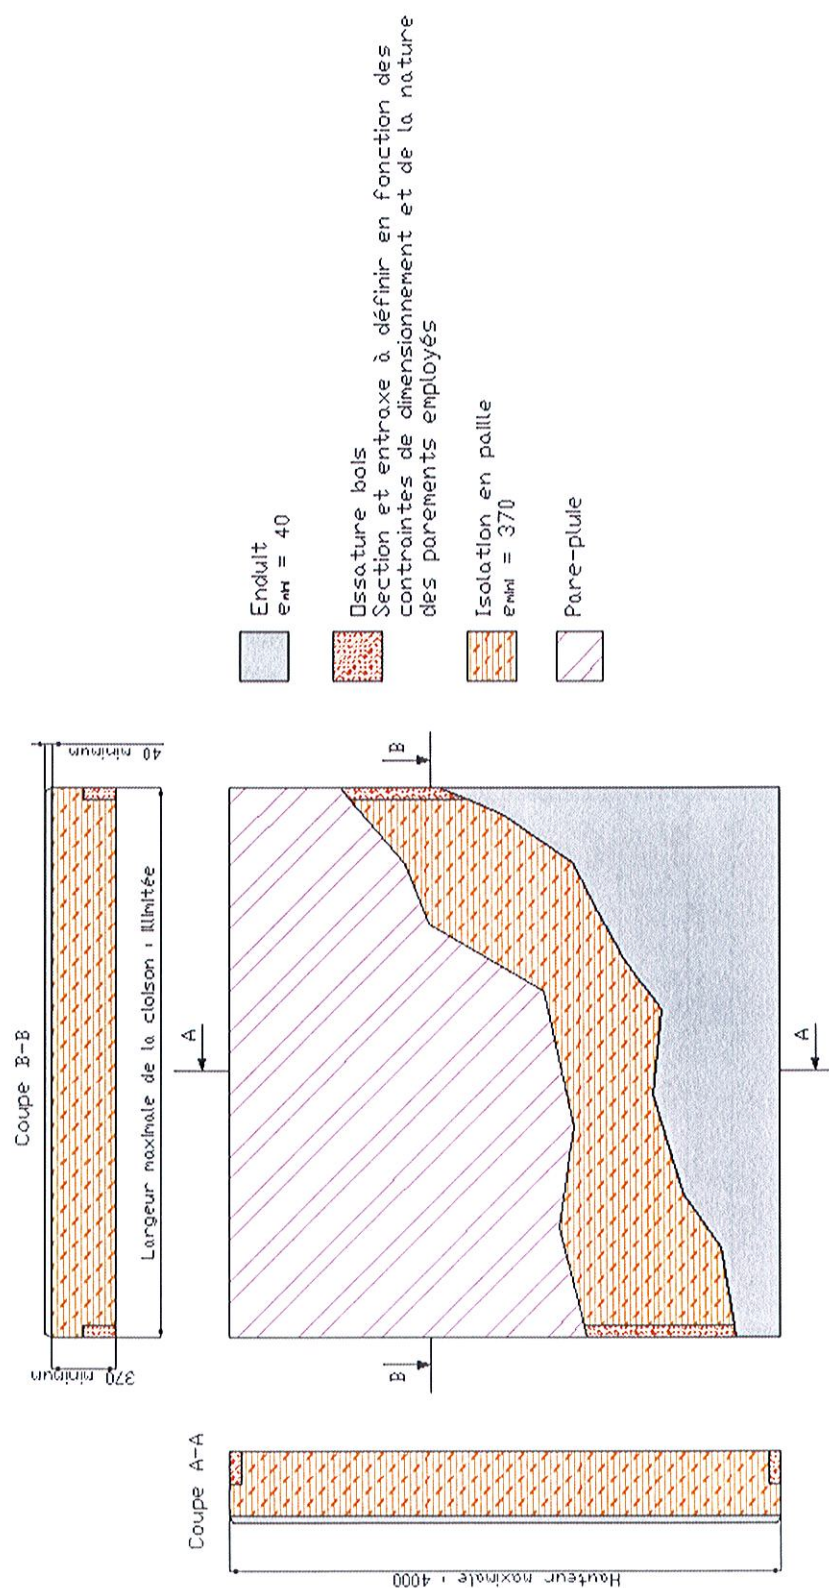 Coupe B-B
370 minimum
40 minimum
Largeur maximale de la cloison : illimitée
Coupe A-A
Hauteur maximale : 4000
A
A
B
B
Enduit
emini = 40
Ossature bois
Section et entraxe à définir en fonction des
contraintes de dimensionnement et de la nature
des parements employés
Isolation en paille
emini = 370
Pare-pluie